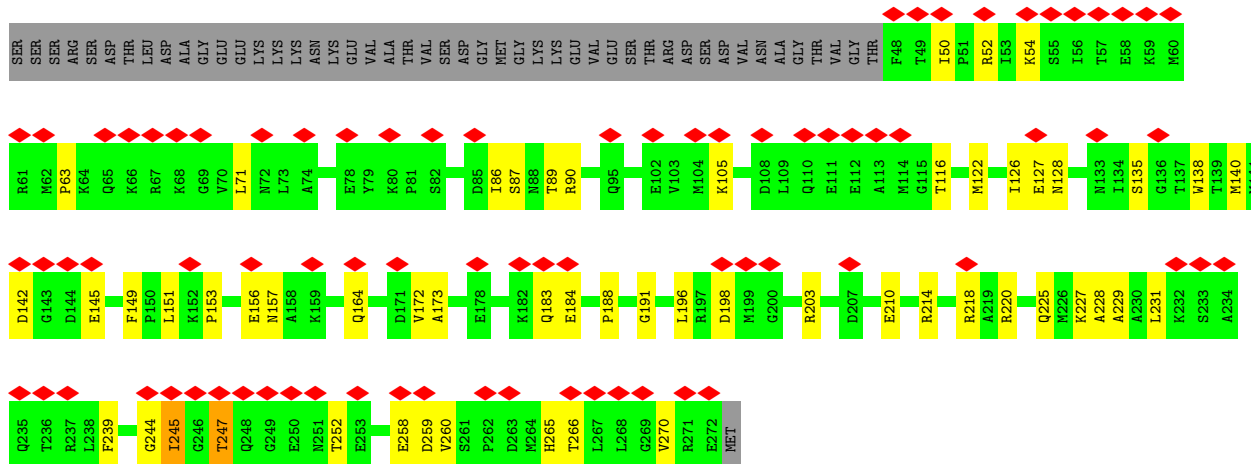 SER SER SER ARG SER ASP THR LEU ASP ALA GLY GLU GLU LYS LYS LYS ASN LYS GLU VAL ALA THR VAL SER ASP GLY MET GLY LYS LYS GLU VAL GLU SER THR ARG ASP SER ASP VAL ASN ALA GLY THR VAL GLY THR F48 T49 I50 P51 R52 I53 K54 S55 I56 T57 E58 K59 M60
R61 M62 P63 K64 Q65 K66 R67 K68 G69 V70 L71 N72 L73 A74 E78 Y79 K80 P81 S82 D85 I86 S87 N88 T89 R90 Q95 E102 V103 M104 K105 D108 L109 Q110 E111 E112 A113 M114 G115 T116 M122 I126 E127 N128 N133 I134 S135 G136 T137 W138 T139 M140
D142 G143 D144 E145 F149 P150 L151 K152 P153 E156 N157 A158 K159 Q164 D171 V172 A173 E178 K182 Q183 E184 P188 G191 L196 R197 D198 M199 G200 R203 D207 E210 R214 R218 A219 R220 Q225 M226 K227 A228 A229 A230 L231 K232 S233 A234
Q235 T236 R237 L238 F239 G244 I245 G246 T247 Q248 G249 E250 N251 T252 E253 E258 D259 V260 S261 P262 D263 M264 H265 T266 L267 L268 G269 V270 R271 E272 MET